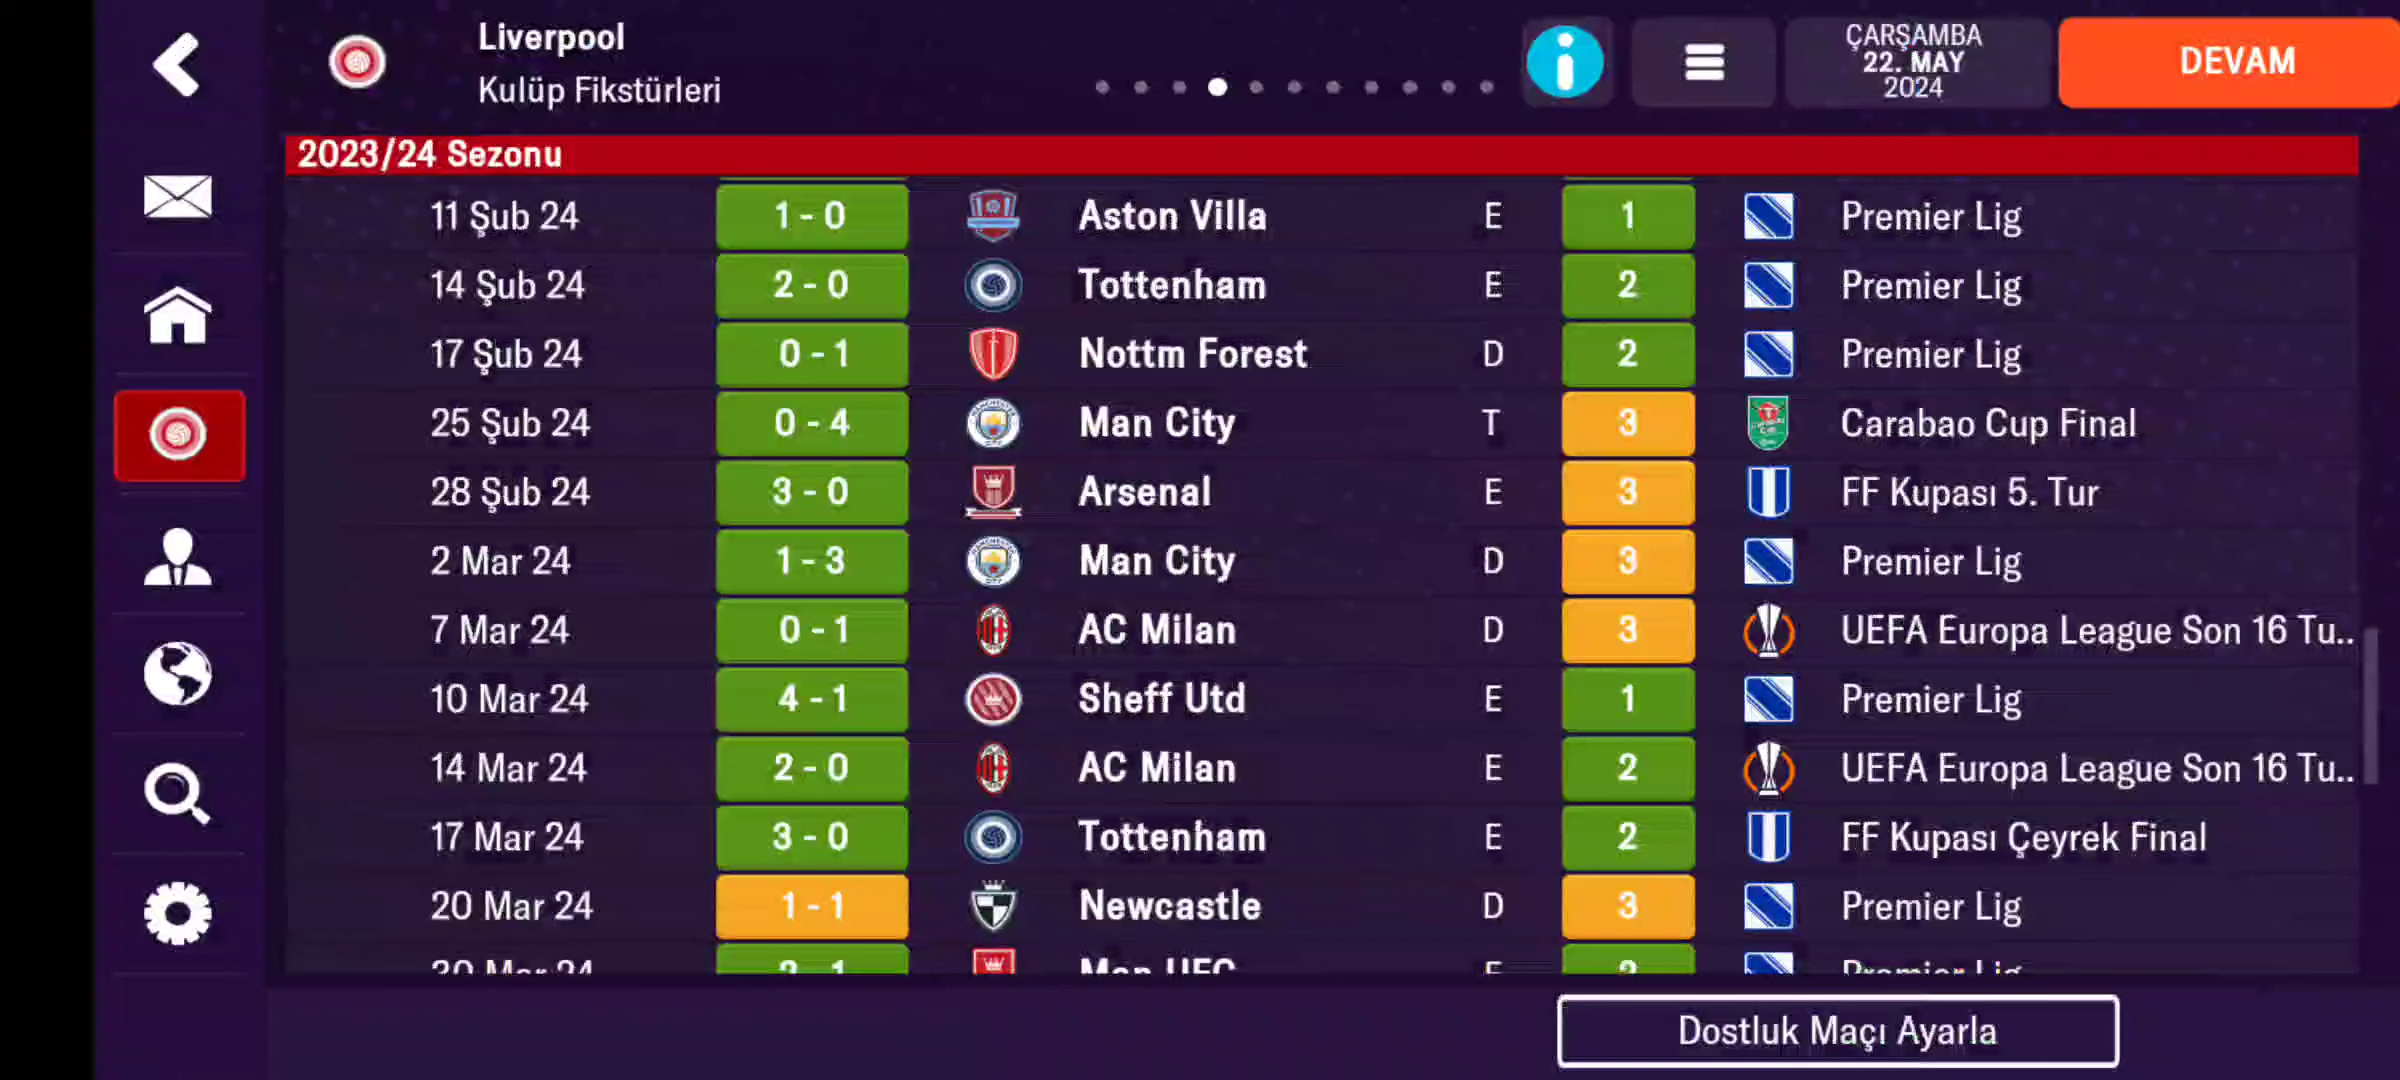 Liverpool
Kulüp Fikstürleri
ÇARŞAMBA
22. MAY
2024
DEVAM
2023/24 Sezonu
11 Şub 24 1 - 0 Aston Villa E 1 Premier Lig
14 Şub 24 2 - 0 Tottenham E 2 Premier Lig
17 Şub 24 0 - 1 Nottm Forest D 2 Premier Lig
25 Şub 24 0 - 4 Man City T 3 Carabao Cup Final
28 Şub 24 3 - 0 Arsenal E 3 FF Kupası 5. Tur
2 Mar 24 1 - 3 Man City D 3 Premier Lig
7 Mar 24 0 - 1 AC Milan D 3 UEFA Europa League Son 16 Tu..
10 Mar 24 4 - 1 Sheff Utd E 1 Premier Lig
14 Mar 24 2 - 0 AC Milan E 2 UEFA Europa League Son 16 Tu..
17 Mar 24 3 - 0 Tottenham E 2 FF Kupası Çeyrek Final
20 Mar 24 1 - 1 Newcastle D 3 Premier Lig
Mar 24 Premier Lig
Dostluk Maçı Ayarla